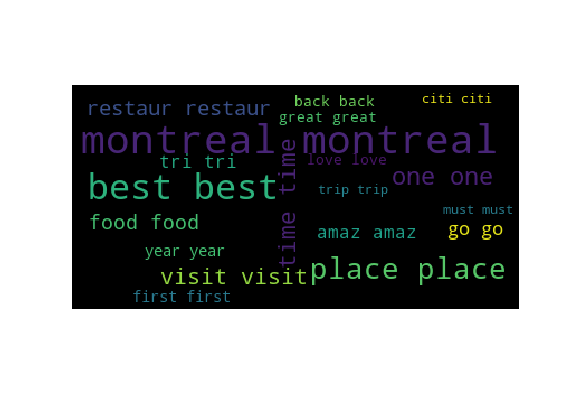 restaur restaur
back back
citi citi
great great
montreal montreal
tri tri
time time
love love
best best
one one
trip trip
food food
must must
amaz amaz
go go
year year
visit visit
place place
first first